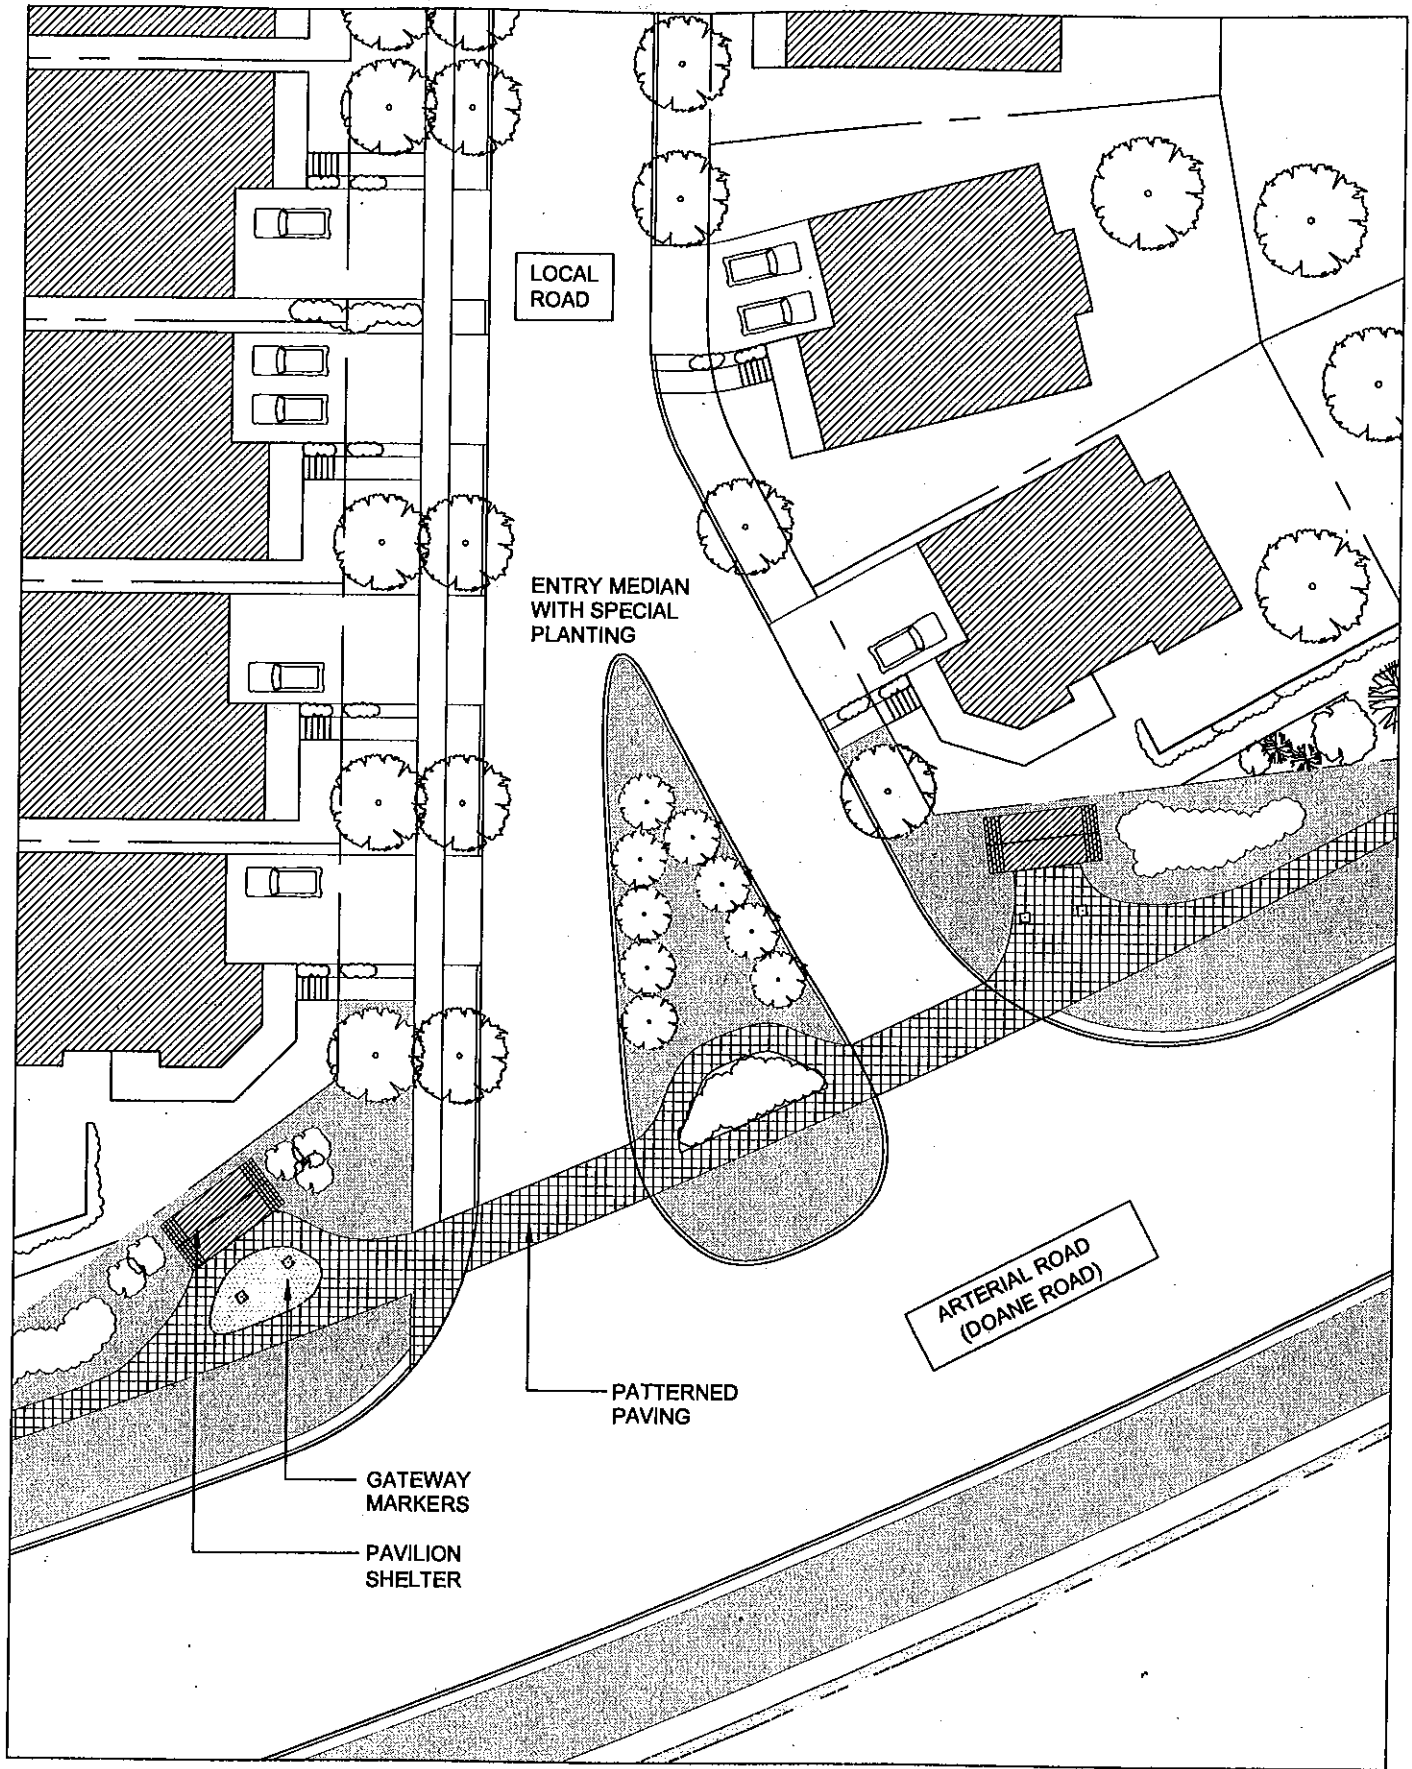 LOCAL
ROAD
ENTRY MEDIAN
WITH SPECIAL
PLANTING
ARTERIAL ROAD
(DOANE ROAD)
PATTERNED
PAVING
GATEWAY
MARKERS
PAVILION
SHELTER